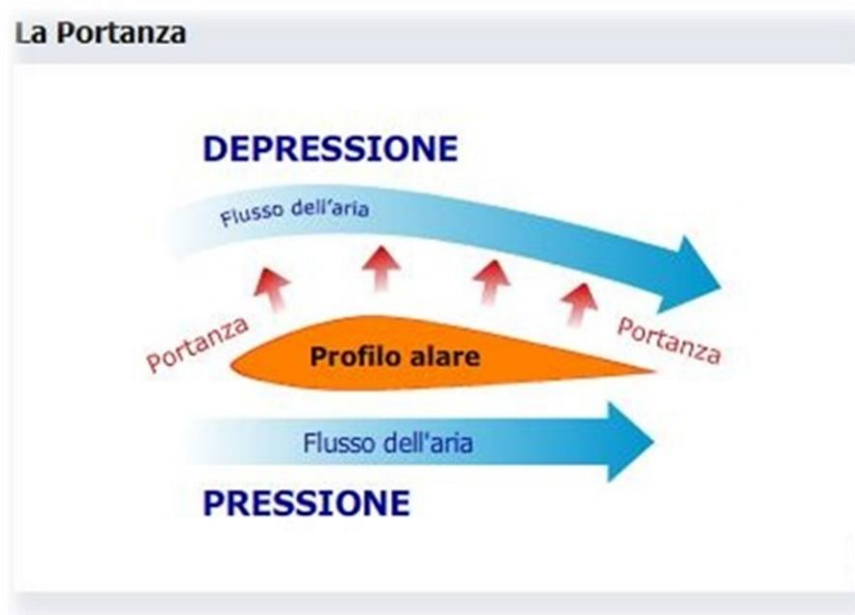 La Portanza
DEPRESSIONE
Flusso dell'aria
Portanza
Portanza
Profilo alare
Flusso dell'aria
PRESSIONE